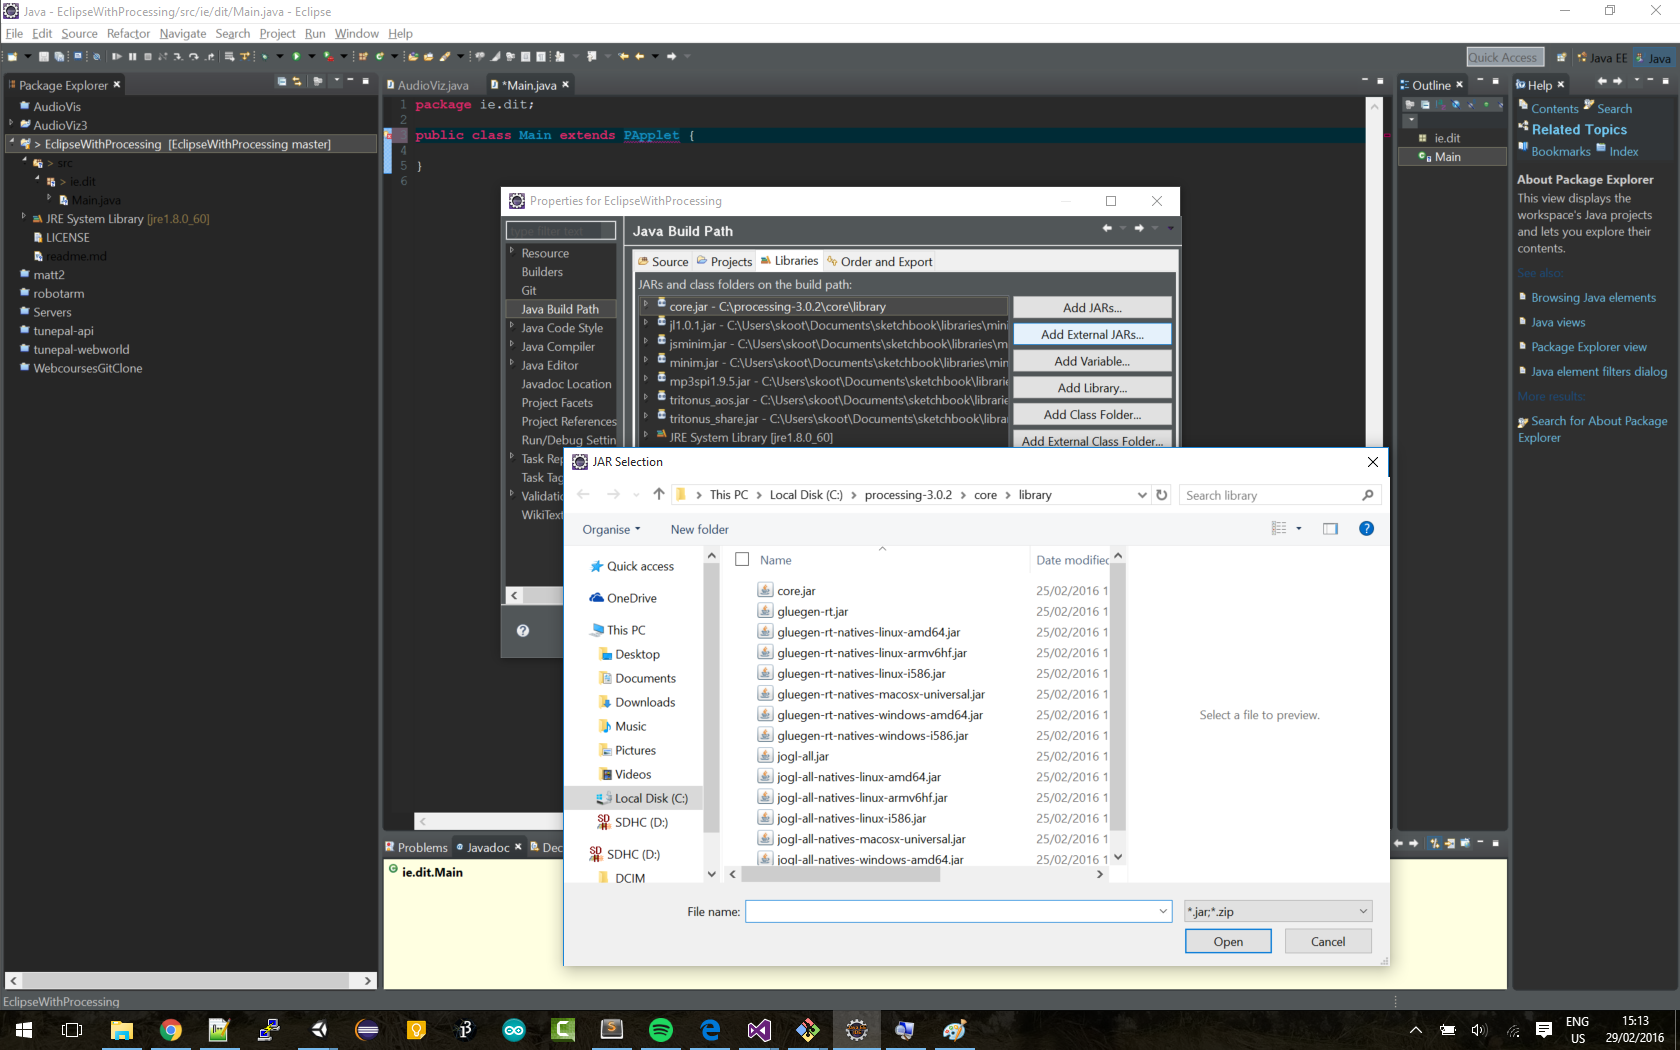 Java - EclipseWithProcessing/src/ie/dit/Main.java - Eclipse
File Edit Source Refactor Navigate Search Project Run Window Help
Quick Access Java EE Java
Package Explorer
AudioVis
AudioViz3
> EclipseWithProcessing [EclipseWithProcessing master]
> src
> ie.dit
Main.java
JRE System Library [jre1.8.0_60]
LICENSE
readme.md
matt2
robotarm
Servers
tunepal-api
tunepal-webworld
WebcoursesGitClone
AudioViz.java *Main.java
1 package ie.dit;
2
public class Main extends PApplet {
4
5 }
6
Properties for EclipseWithProcessing
type filter text
Resource
Builders
Git
Java Build Path
Java Code Style
Java Compiler
Java Editor
Javadoc Location
Project Facets
Project References
Run/Debug Settin
Task Rep
Task Tag
Validatio
WikiText
Java Build Path
Source Projects Libraries Order and Export
JARs and class folders on the build path:
core.jar - C:\processing-3.0.2\core\library
jl1.0.1.jar - C:\Users\skoot\Documents\sketchbook\libraries\mini
jsminim.jar - C:\Users\skoot\Documents\sketchbook\libraries\m
minim.jar - C:\Users\skoot\Documents\sketchbook\libraries\min
mp3spi1.9.5.jar - C:\Users\skoot\Documents\sketchbook\librarie
tritonus_aos.jar - C:\Users\skoot\Documents\sketchbook\librarie
tritonus_share.jar - C:\Users\skoot\Documents\sketchbook\librar
JRE System Library [jre1.8.0_60]
Add JARs...
Add External JARs...
Add Variable...
Add Library...
Add Class Folder...
Add External Class Folder...
JAR Selection
This PC > Local Disk (C:) > processing-3.0.2 > core > library
Search library
Organise New folder
Quick access
OneDrive
This PC
Desktop
Documents
Downloads
Music
Pictures
Videos
Local Disk (C:)
SDHC (D:)
SDHC (D:)
DCIM
Name Date modified
core.jar 25/02/2016 1
gluegen-rt.jar 25/02/2016 1
gluegen-rt-natives-linux-amd64.jar 25/02/2016 1
gluegen-rt-natives-linux-armv6hf.jar 25/02/2016 1
gluegen-rt-natives-linux-i586.jar 25/02/2016 1
gluegen-rt-natives-macosx-universal.jar 25/02/2016 1
gluegen-rt-natives-windows-amd64.jar 25/02/2016 1
gluegen-rt-natives-windows-i586.jar 25/02/2016 1
jogl-all.jar 25/02/2016 1
jogl-all-natives-linux-amd64.jar 25/02/2016 1
jogl-all-natives-linux-armv6hf.jar 25/02/2016 1
jogl-all-natives-linux-i586.jar 25/02/2016 1
jogl-all-natives-macosx-universal.jar 25/02/2016 1
jogl-all-natives-windows-amd64.jar 25/02/2016 1
Select a file to preview.
File name: *.jar;*.zip
Open Cancel
Outline
ie.dit
Main
Help
Contents Search
Related Topics
Bookmarks Index
About Package Explorer
This view displays the
workspace's Java projects
and lets you explore their
contents.
See also:
Browsing Java elements
Java views
Package Explorer view
Java element filters dialog
More results:
Search for About Package
Explorer
Problems Javadoc Dec
ie.dit.Main
EclipseWithProcessing
ENG
US
15:13
29/02/2016